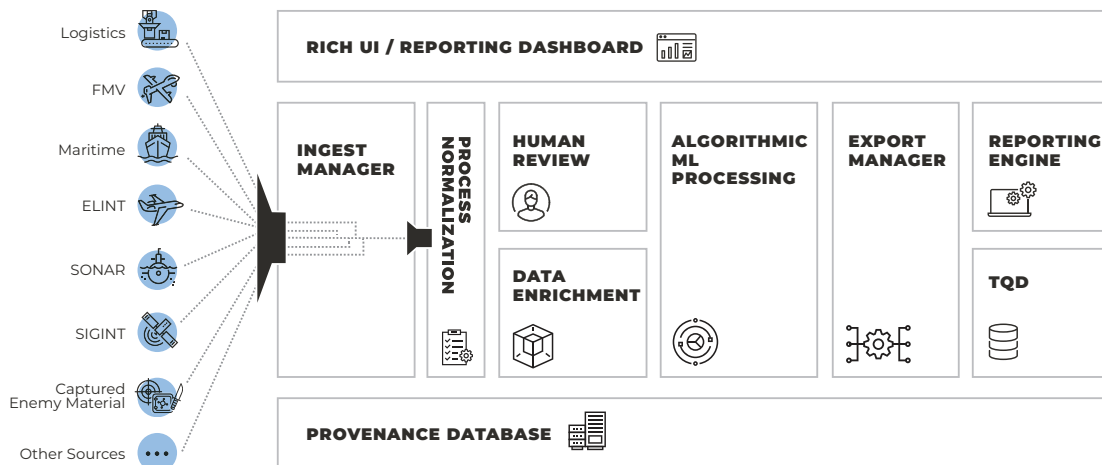 Logistics
FMV
Maritime
ELINT
SONAR
SIGINT
Captured
Enemy Material
Other Sources
RICH UI / REPORTING DASHBOARD
INGEST
MANAGER
PROCESS
NORMALIZATION
HUMAN
REVIEW
DATA
ENRICHMENT
ALGORITHMIC
ML
PROCESSING
EXPORT
MANAGER
REPORTING
ENGINE
TQD
PROVENANCE DATABASE